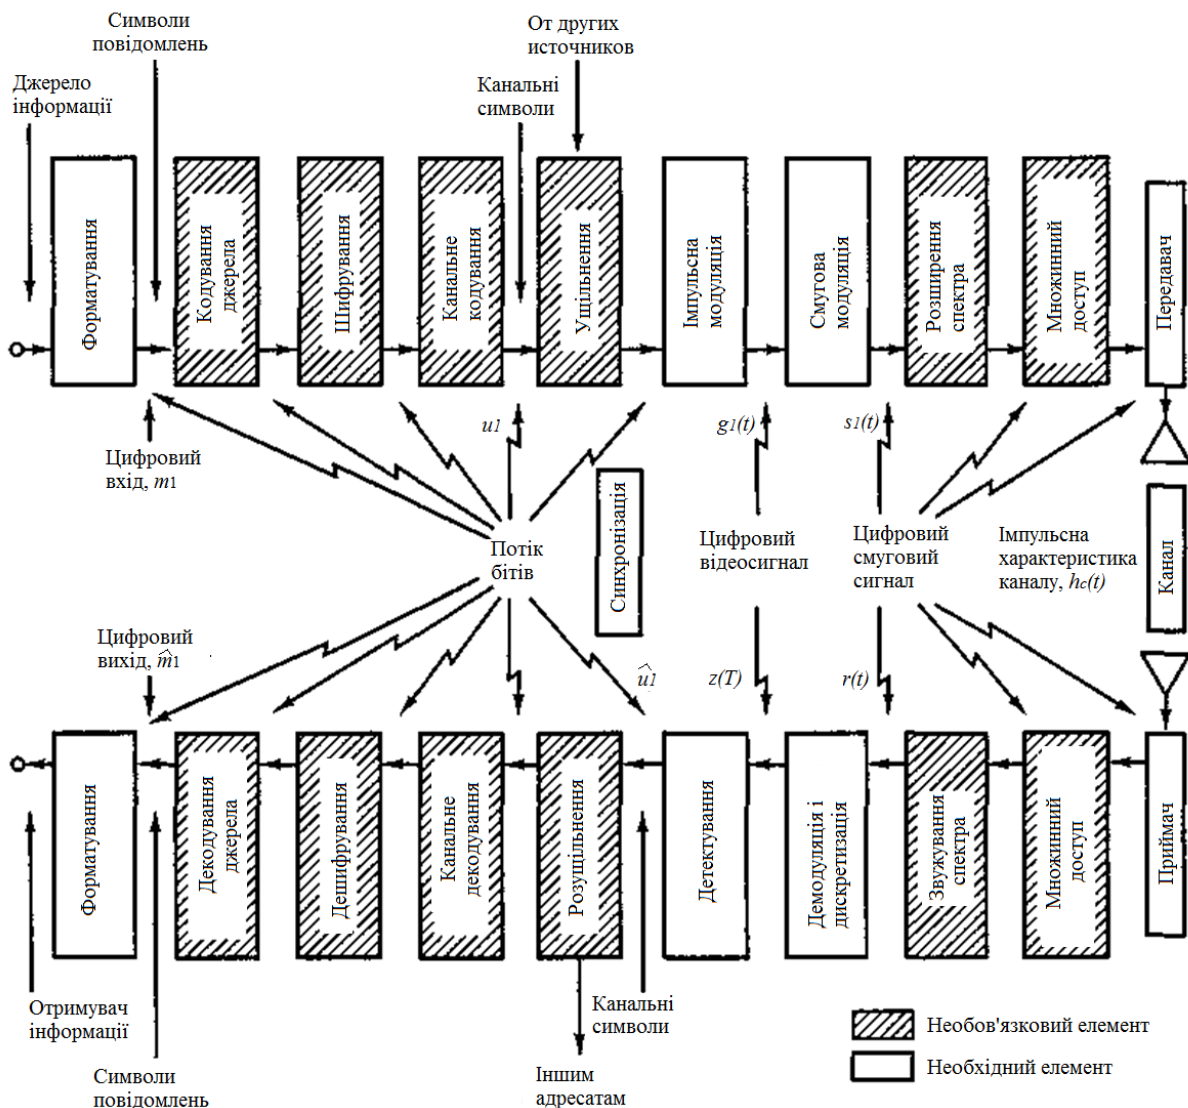 Символи
повідомлень
От других
источников
Джерело
інформації
Канальні
символи
Форматування
Кодування
джерела
Шифрування
Канальне
кодування
Ущільнення
Імпульсна
модуляція
Смугова
модуляція
Розширення
спектра
Множинний
доступ
Передавач
u1
g1(t)
s1(t)
Цифровий
вхід, m1
Потік
бітів
Синхронізація
Цифровий
відеосигнал
Цифровий
смуговий
сигнал
Імпульсна
характеристика
каналу, hc(t)
Канал
Цифровий
вихід, m̂1
û1
z(T)
r(t)
Форматування
Декодування
джерела
Дешифрування
Канальне
декодування
Розущільнення
Детектування
Демодуляція і
дискретизація
Звужування
спектра
Множинний
доступ
Приймач
Отримувач
інформації
Канальні
символи
Символи
повідомлень
Іншим
адресатам
Необов'язковий елемент
Необхідний елемент